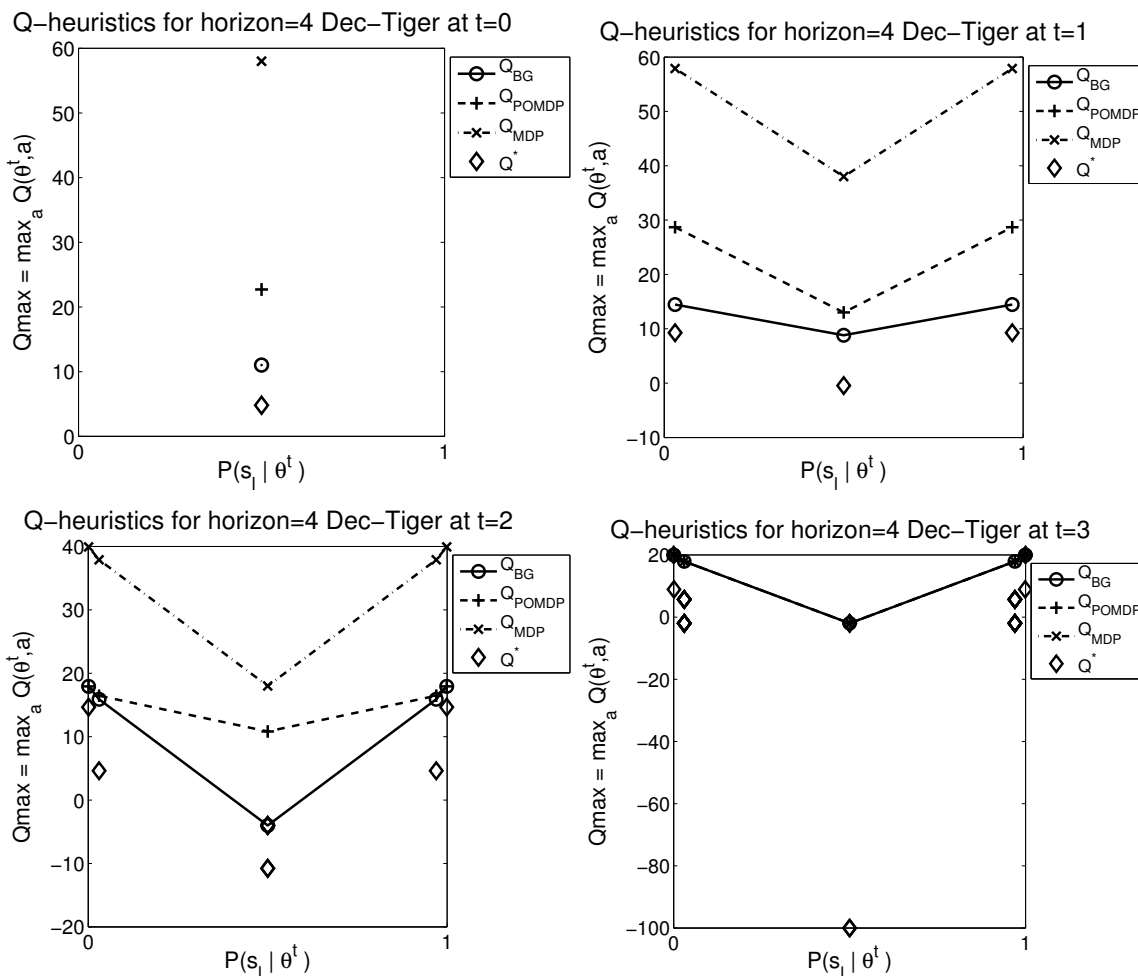 Q−heuristics for horizon=4 Dec−Tiger at t=0
60
50
40
30
20
10
0
0
1
Qmax = max_a Q(θ^t,a)
P(s_l | θ^t )
Q_BG
Q_POMDP
Q_MDP
Q^*
Q−heuristics for horizon=4 Dec−Tiger at t=1
60
50
40
30
20
10
0
−10
0
1
Qmax = max_a Q(θ^t,a)
P(s_l | θ^t )
Q_BG
Q_POMDP
Q_MDP
Q^*
Q−heuristics for horizon=4 Dec−Tiger at t=2
40
30
20
10
0
−10
−20
0
1
Qmax = max_a Q(θ^t,a)
P(s_l | θ^t )
Q_BG
Q_POMDP
Q_MDP
Q^*
Q−heuristics for horizon=4 Dec−Tiger at t=3
20
0
−20
−40
−60
−80
−100
0
1
Qmax = max_a Q(θ^t,a)
P(s_l | θ^t )
Q_BG
Q_POMDP
Q_MDP
Q^*